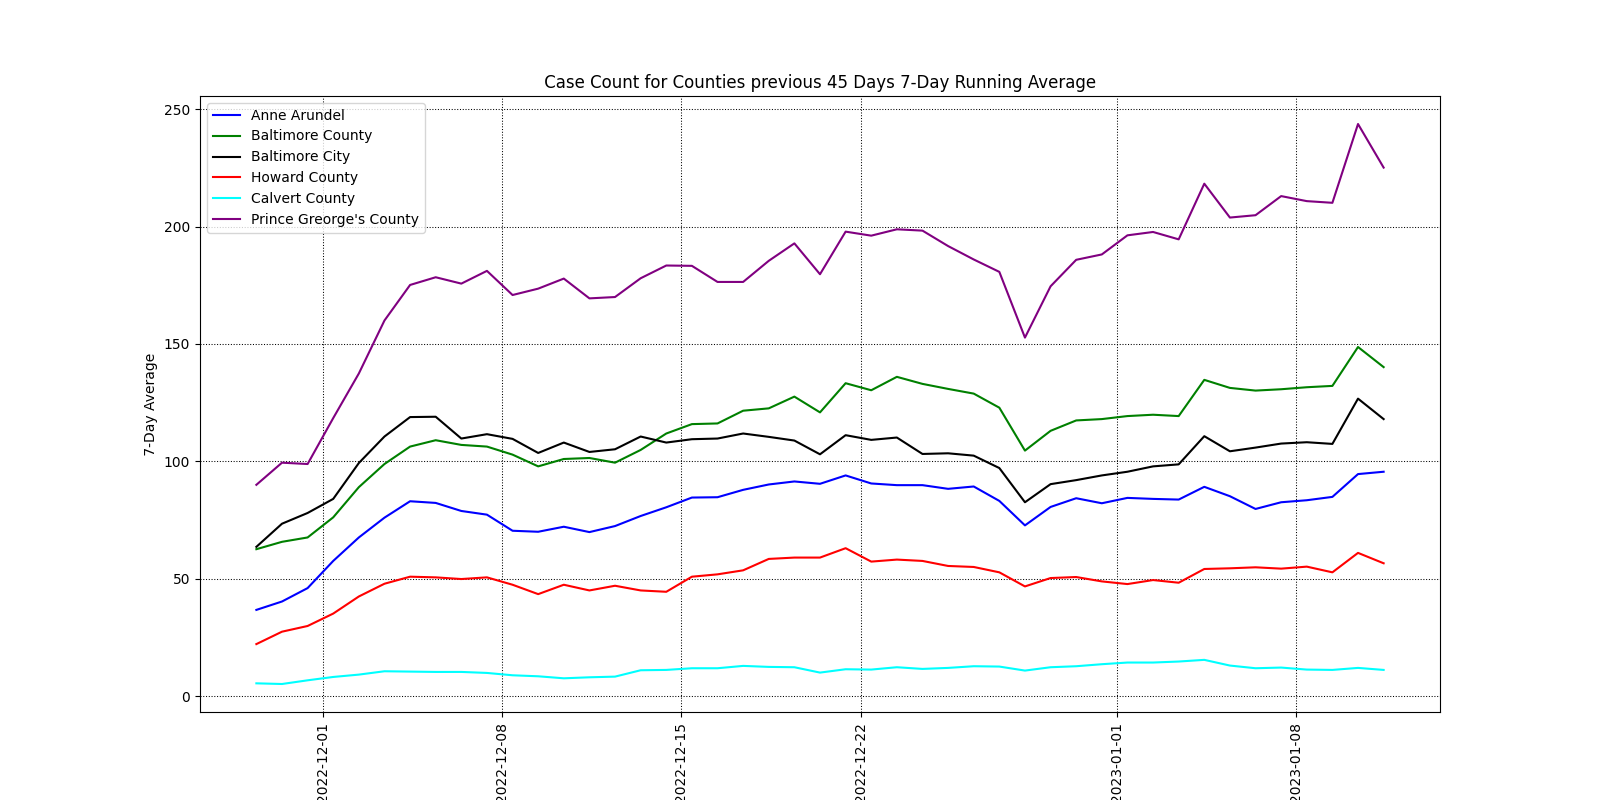 Case Count for Counties previous 45 Days 7-Day Running Average
250
200
150
100
50
0
7-Day Average
Anne Arundel
Baltimore County
Baltimore City
Howard County
Calvert County
Prince Greorge's County
2022-12-01
2022-12-08
2022-12-15
2022-12-22
2023-01-01
2023-01-08